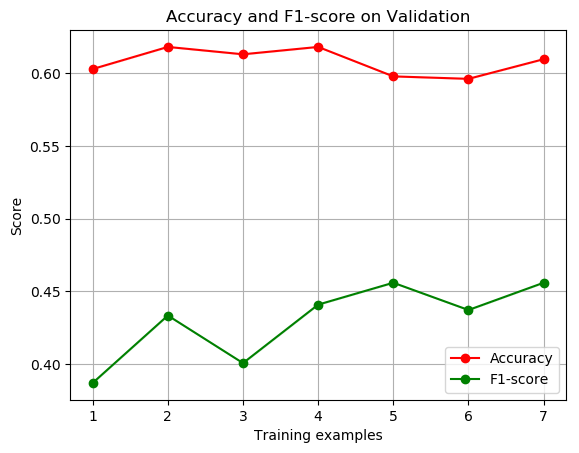 Accuracy and F1-score on Validation
Score
0.60
0.55
0.50
0.45
0.40
Accuracy
F1-score
1 2 3 4 5 6 7
Training examples